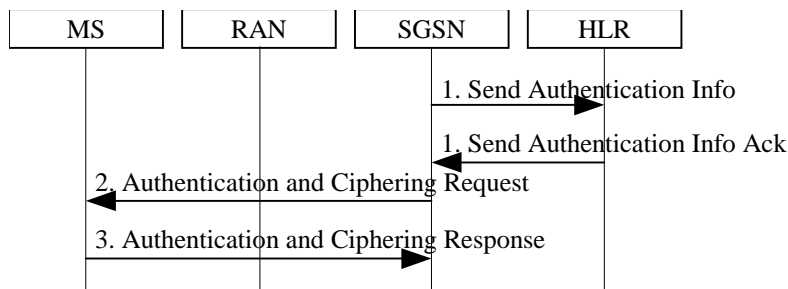 MS RAN SGSN HLR
1. Send Authentication Info
1. Send Authentication Info Ack
2. Authentication and Ciphering Request
3. Authentication and Ciphering Response